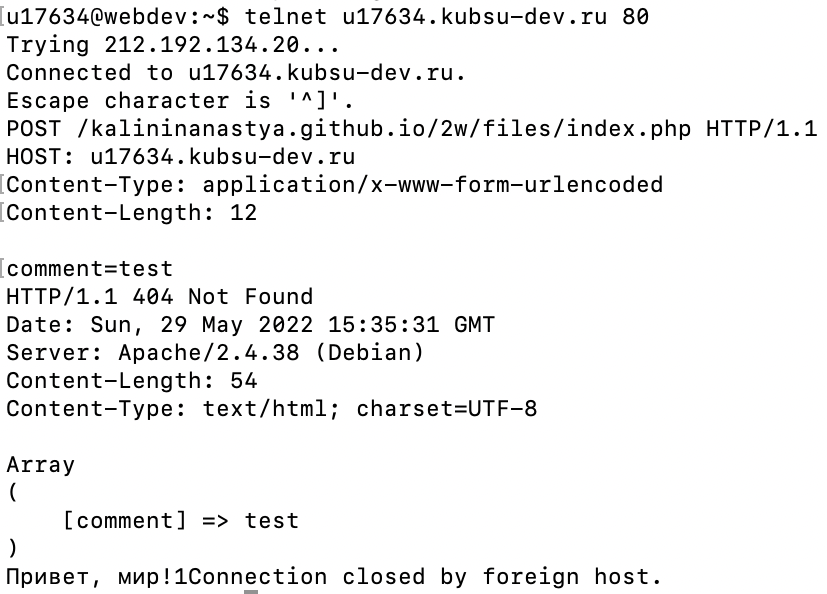 u17634@webdev:~$ telnet u17634.kubsu-dev.ru 80
Trying 212.192.134.20...
Connected to u17634.kubsu-dev.ru.
Escape character is '^]'.
POST /kalininanastya.github.io/2w/files/index.php HTTP/1.1
HOST: u17634.kubsu-dev.ru
Content-Type: application/x-www-form-urlencoded
Content-Length: 12

comment=test
HTTP/1.1 404 Not Found
Date: Sun, 29 May 2022 15:35:31 GMT
Server: Apache/2.4.38 (Debian)
Content-Length: 54
Content-Type: text/html; charset=UTF-8

Array
(
    [comment] => test
)
Привет, мир!1Connection closed by foreign host.